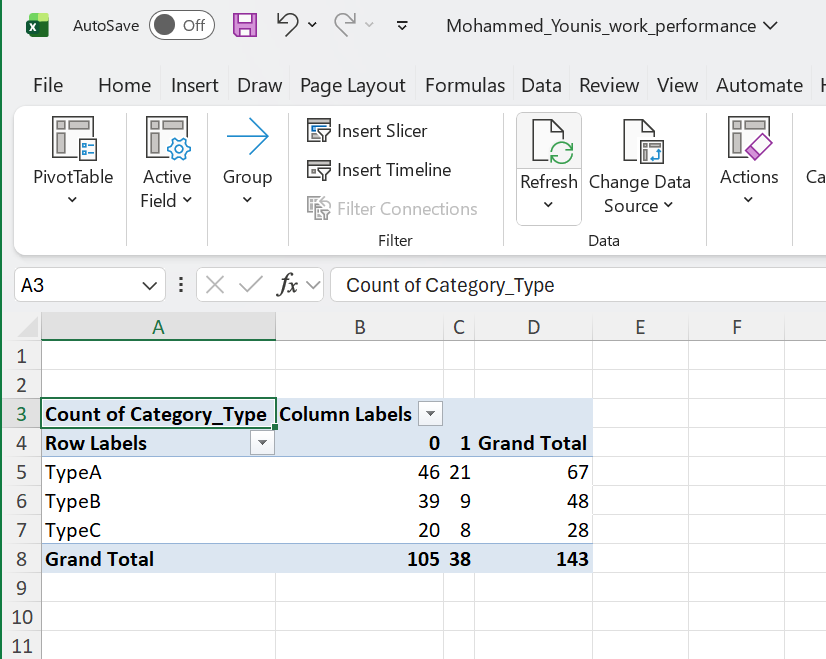 AutoSave Off Mohammed_Younis_work_performance
File Home Insert Draw Page Layout Formulas Data Review View Automate
PivotTable
Active Field
Group
Insert Slicer
Insert Timeline
Filter Connections
Filter
Refresh
Change Data Source
Data
Actions
Ca
A3 fx Count of Category_Type
A B C D E F
1
2
3 Count of Category_Type Column Labels
4 Row Labels 0 1 Grand Total
5 TypeA 46 21 67
6 TypeB 39 9 48
7 TypeC 20 8 28
8 Grand Total 105 38 143
9
10
11